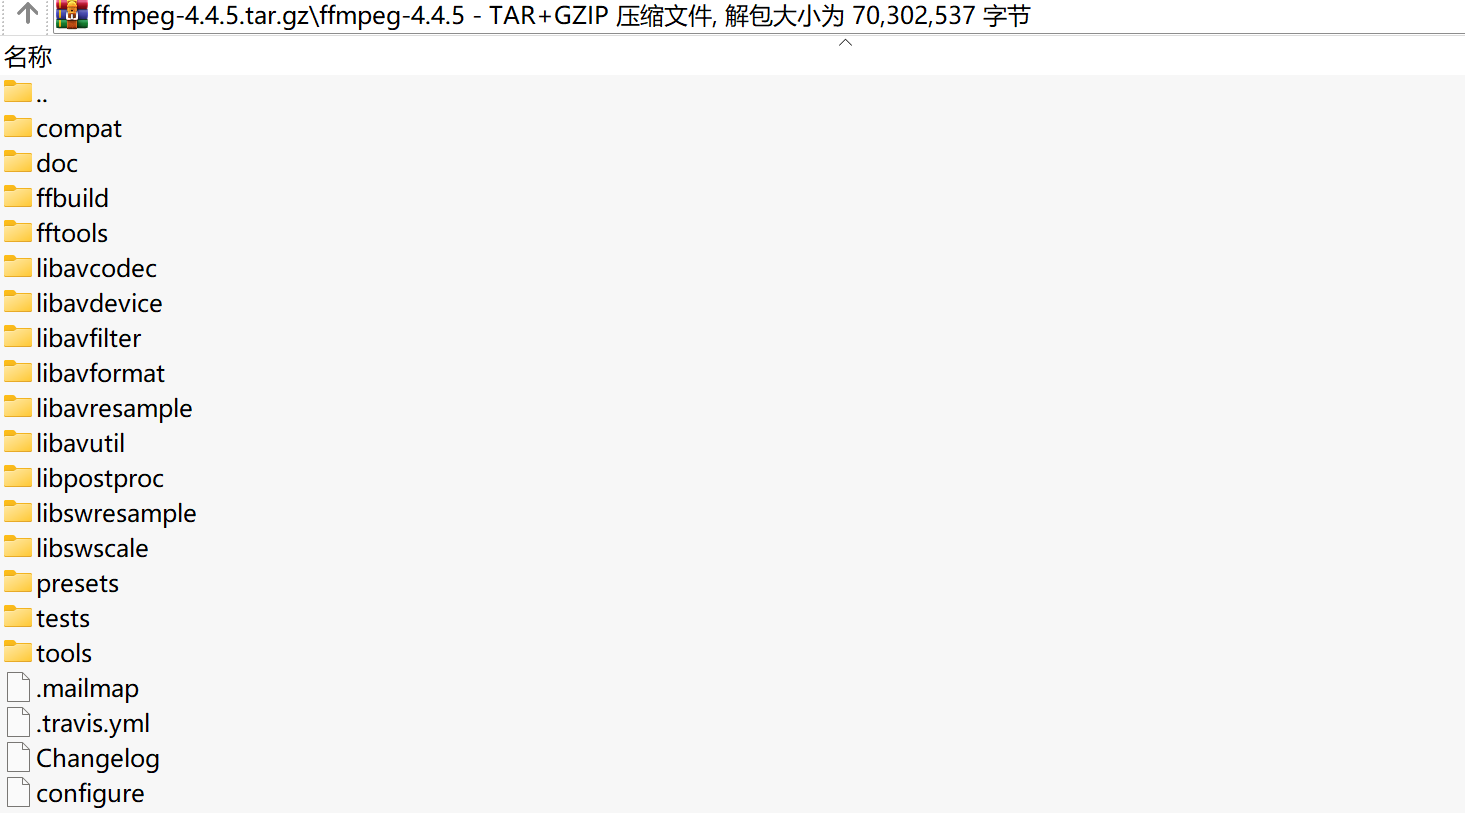 ffmpeg-4.4.5.tar.gz\ffmpeg-4.4.5 - TAR+GZIP 压缩文件, 解包大小为 70,302,537 字节
名称
..
compat
doc
ffbuild
fftools
libavcodec
libavdevice
libavfilter
libavformat
libavresample
libavutil
libpostproc
libswresample
libswscale
presets
tests
tools
.mailmap
.travis.yml
Changelog
configure